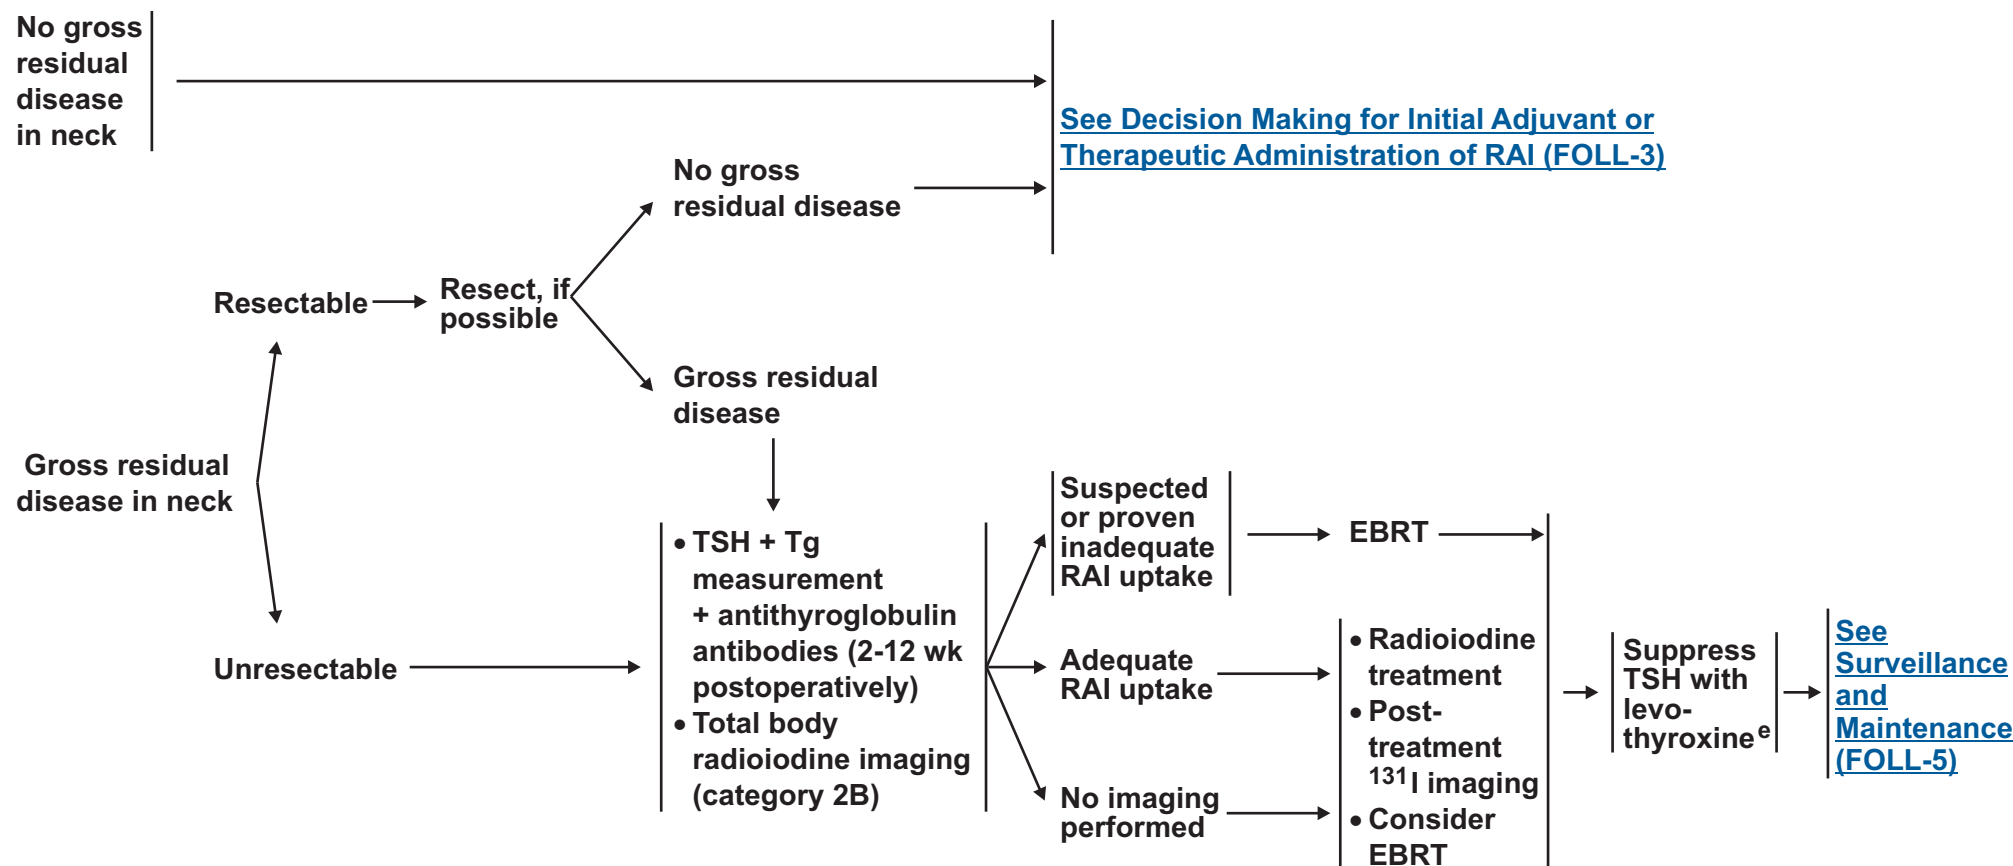 No gross
residual
disease
in neck
See Decision Making for Initial Adjuvant or
Therapeutic Administration of RAI (FOLL-3)
No gross
residual disease
Resectable
Resect, if
possible
Gross residual
disease
Gross residual
disease in neck
Unresectable
• TSH + Tg
measurement
+ antithyroglobulin
antibodies (2-12 wk
postoperatively)
• Total body
radioiodine imaging
(category 2B)
Suspected
or proven
inadequate
RAI uptake
EBRT
Adequate
RAI uptake
No imaging
performed
• Radioiodine
treatment
• Post-
treatment
¹³¹I imaging
• Consider
EBRT
Suppress
TSH with
levo-
thyroxineᵉ
See
Surveillance
and
Maintenance
(FOLL-5)